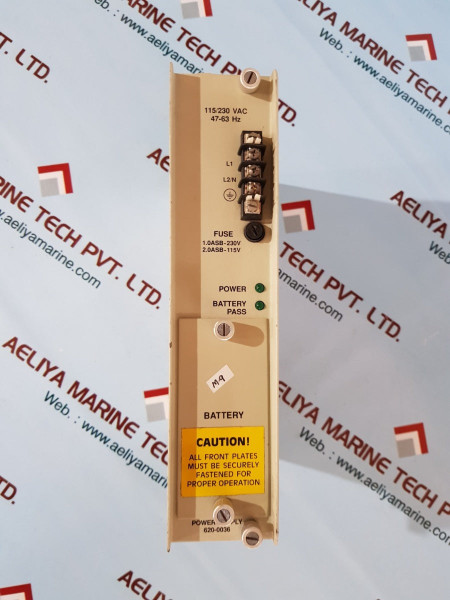 115/230 VAC
47-63 Hz
L1
L2/N
FUSE
1.0ASB-230V
2.0ASB-115V
POWER
BATTERY
PASS
M9
BATTERY
CAUTION!
ALL FRONT PLATES
MUST BE SECURELY
FASTENED FOR
PROPER OPERATION
620-0036
AELIYA MARINE TECH PVT. LTD.
Web. : www.aeliyamarine.com